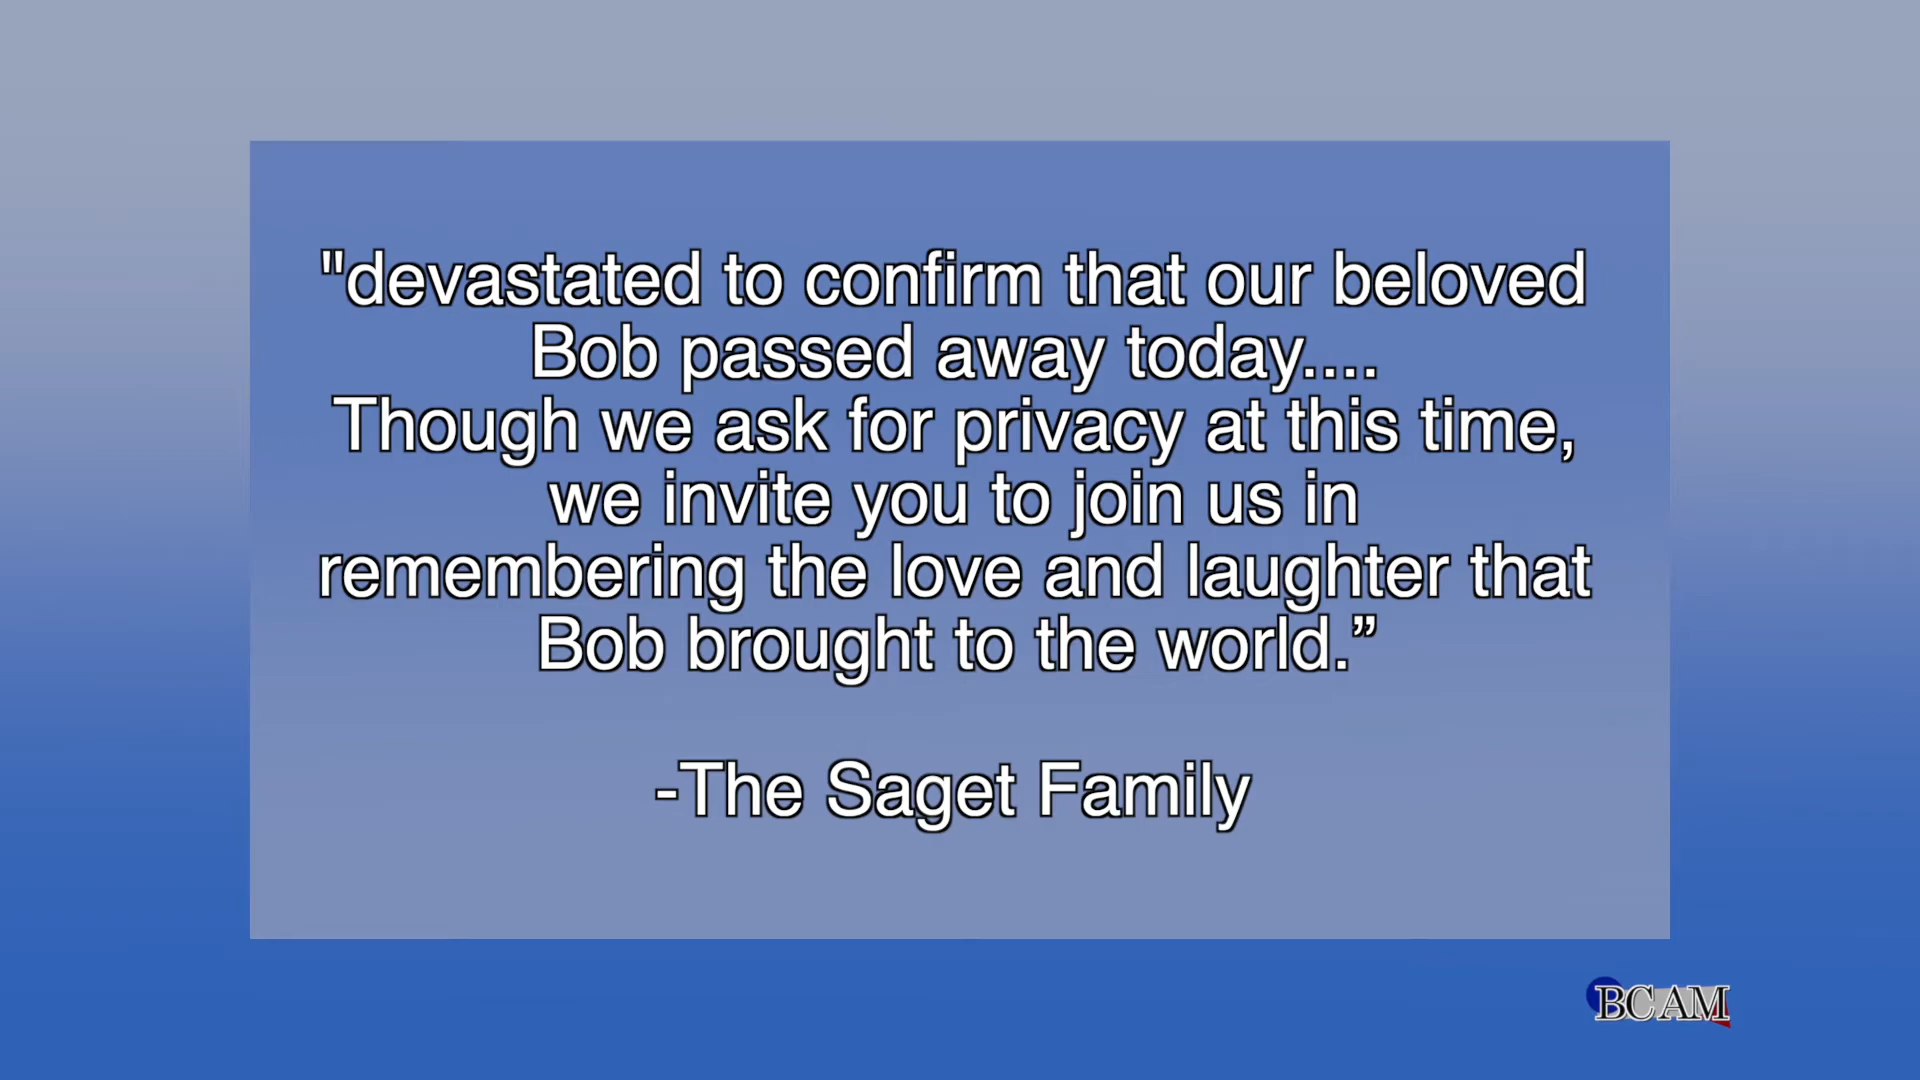 "devastated to confirm that our beloved
Bob passed away today....
Though we ask for privacy at this time,
we invite you to join us in
remembering the love and laughter that
Bob brought to the world.”
-The Saget Family
BCAM